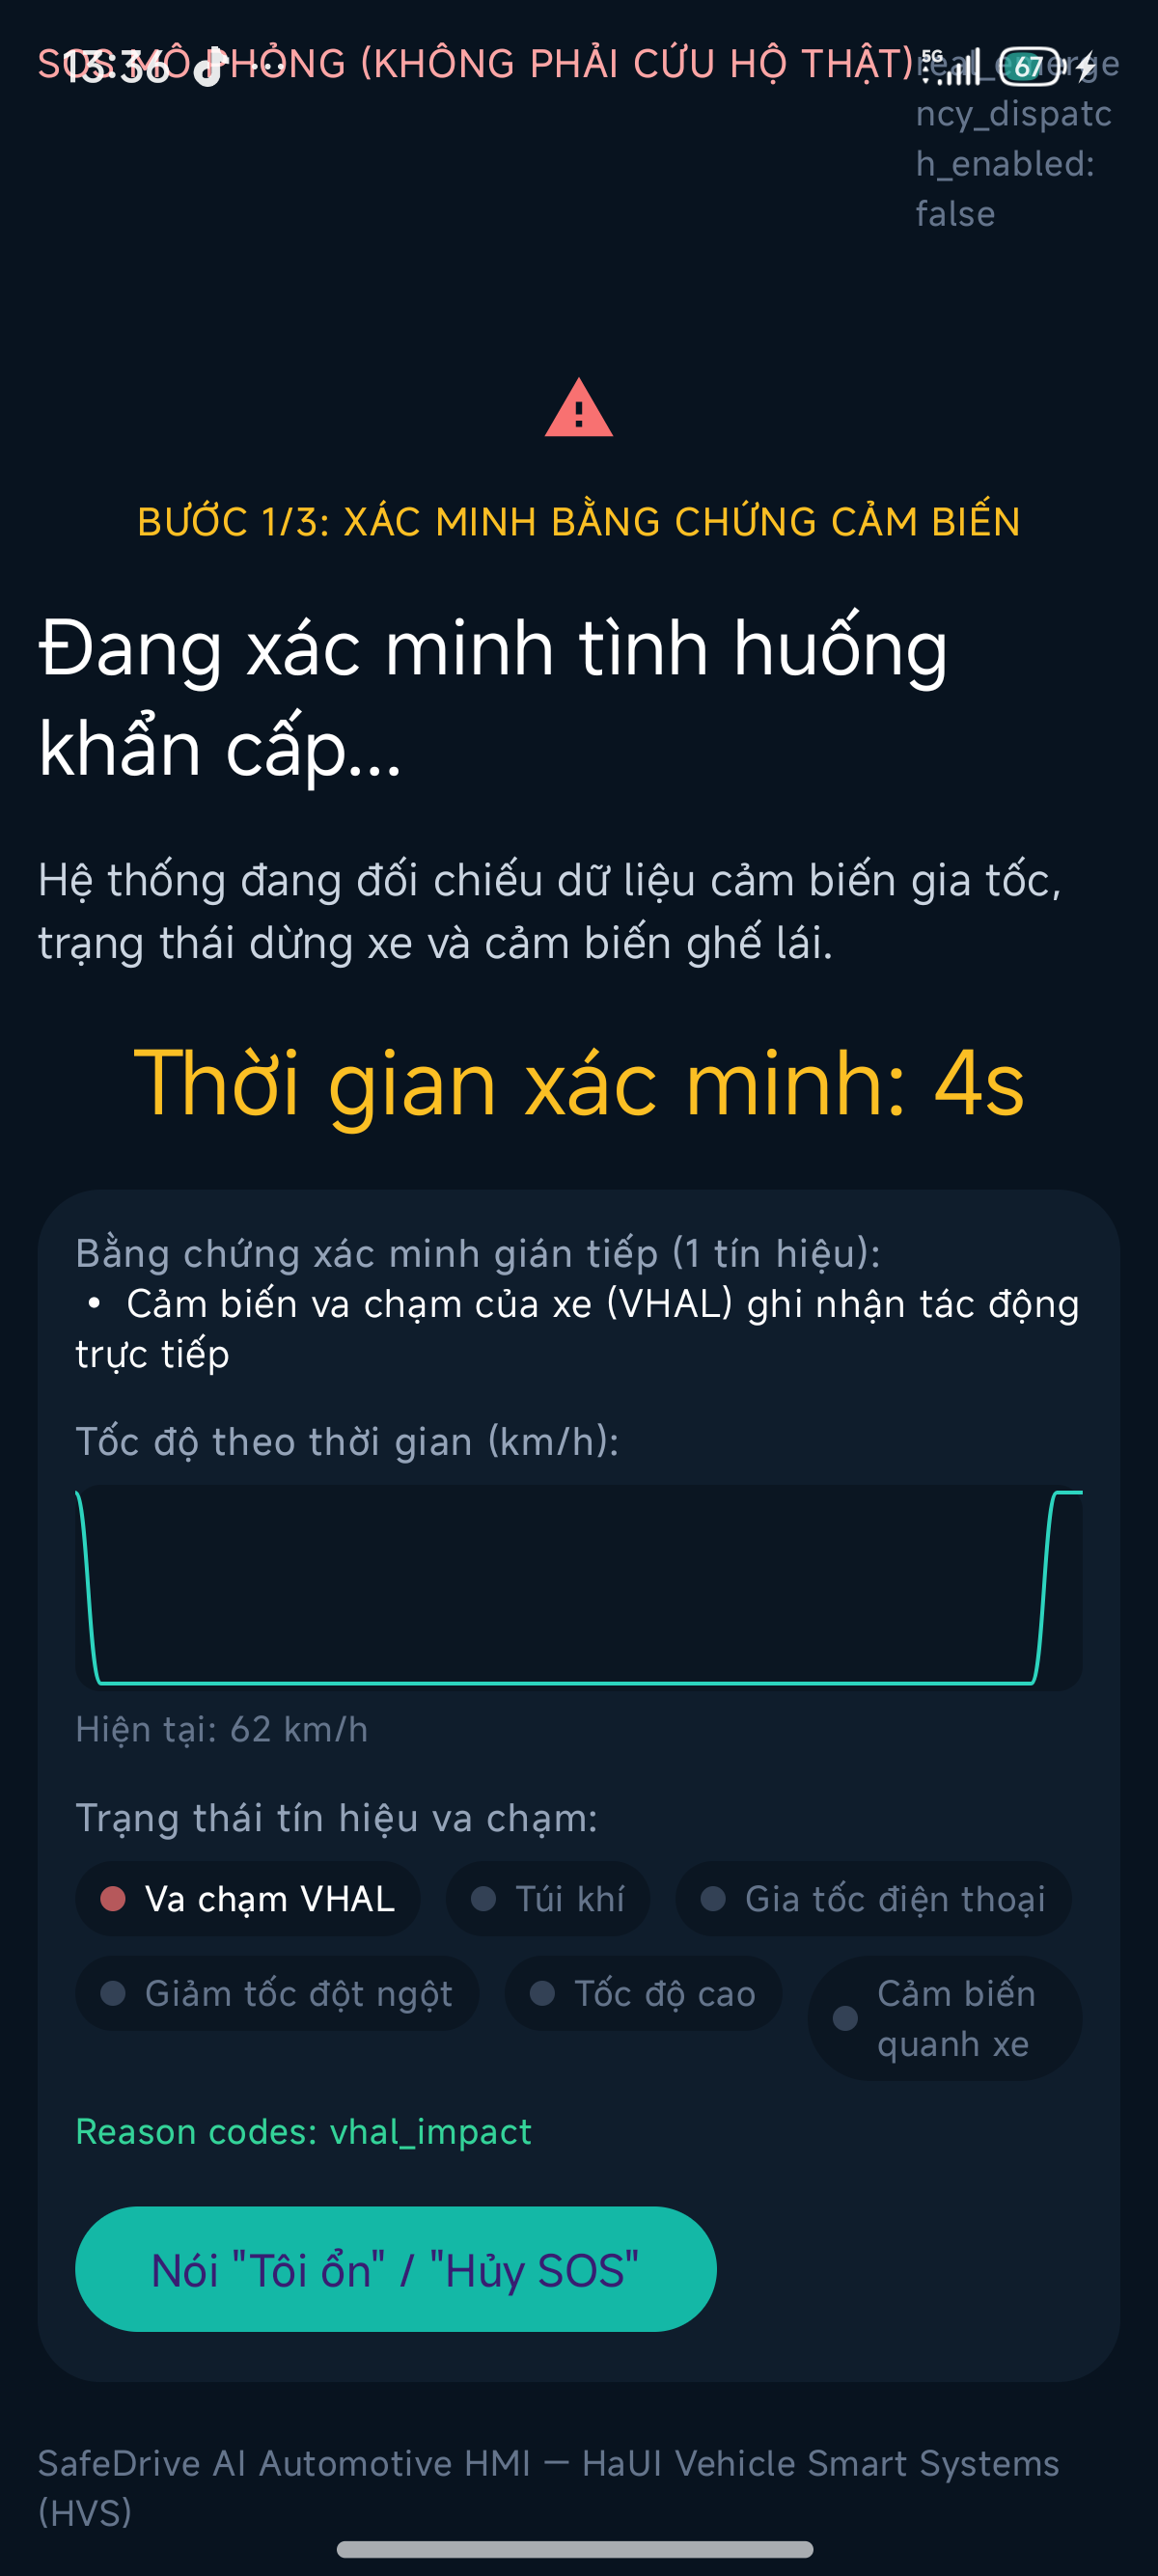 SOS MÔ PHỎNG (KHÔNG PHẢI CỨU HỘ THẬT)
13:36
5G
67
real_emerge
ncy_dispatc
h_enabled:
false
BƯỚC 1/3: XÁC MINH BẰNG CHỨNG CẢM BIẾN
Đang xác minh tình huống
khẩn cấp...
Hệ thống đang đối chiếu dữ liệu cảm biến gia tốc,
trạng thái dừng xe và cảm biến ghế lái.
Thời gian xác minh: 4s
Bằng chứng xác minh gián tiếp (1 tín hiệu):
• Cảm biến va chạm của xe (VHAL) ghi nhận tác động
trực tiếp
Tốc độ theo thời gian (km/h):
Hiện tại: 62 km/h
Trạng thái tín hiệu va chạm:
Va chạm VHAL
Túi khí
Gia tốc điện thoại
Giảm tốc đột ngột
Tốc độ cao
Cảm biến
quanh xe
Reason codes: vhal_impact
Nói "Tôi ổn" / "Hủy SOS"
SafeDrive AI Automotive HMI — HaUI Vehicle Smart Systems
(HVS)